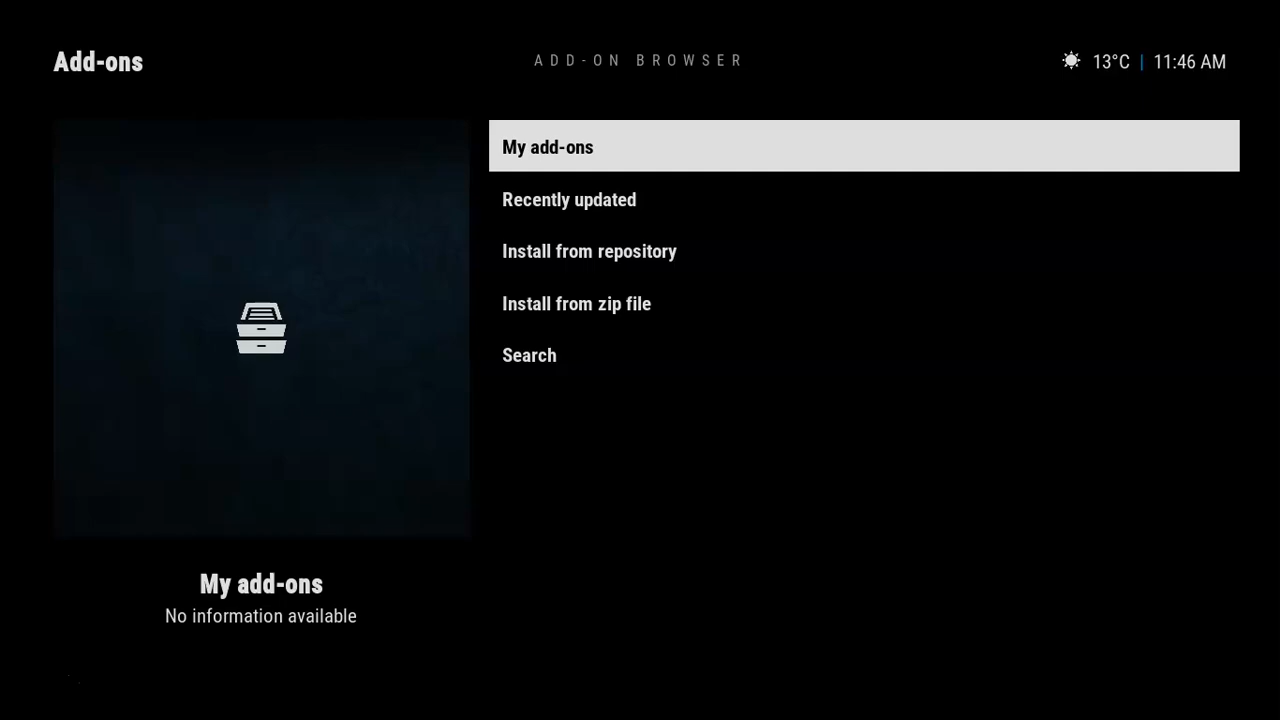 Add-ons
ADD-ON BROWSER
13°C | 11:46 AM
My add-ons
Recently updated
Install from repository
Install from zip file
Search
My add-ons
No information available